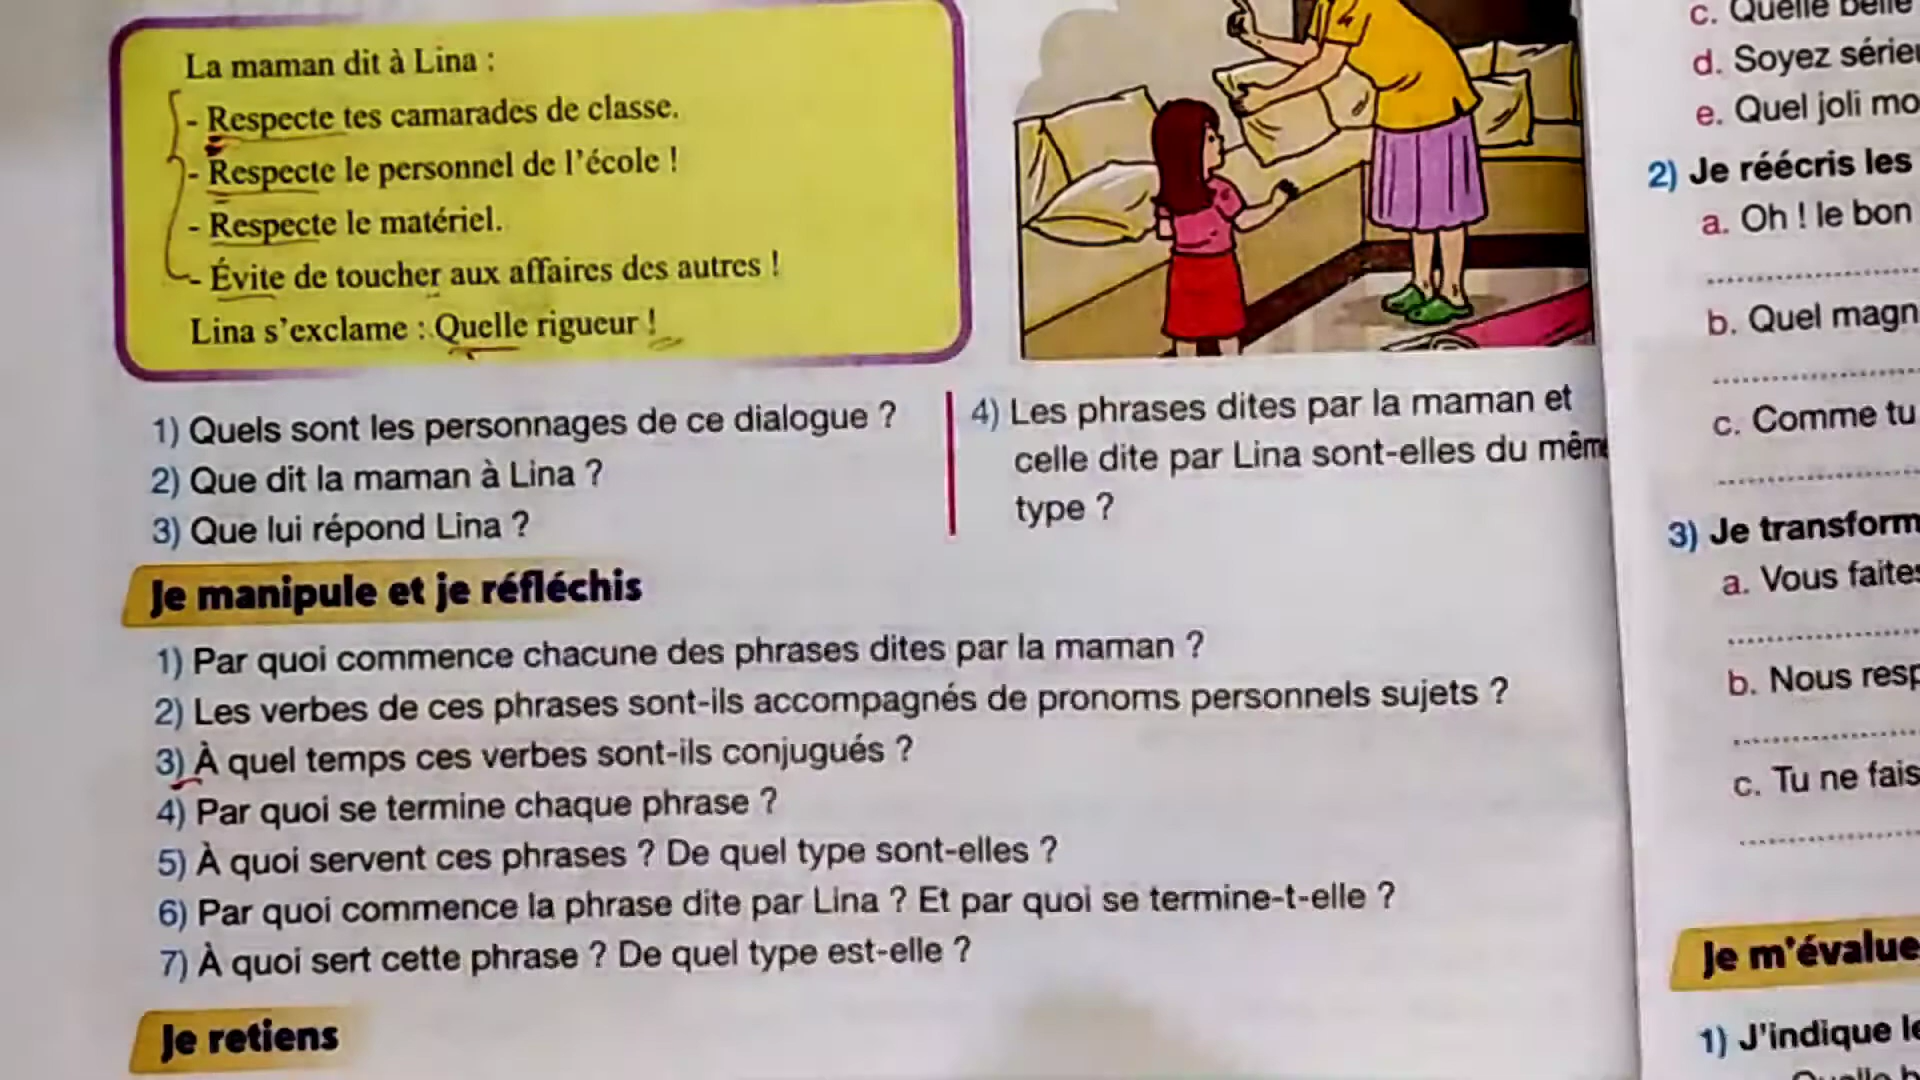 La maman dit à Lina :
- Respecte tes camarades de classe.
- Respecte le personnel de l'école !
- Respecte le matériel.
- Évite de toucher aux affaires des autres !
Lina s'exclame : Quelle rigueur !
1) Quels sont les personnages de ce dialogue ?
2) Que dit la maman à Lina ?
3) Que lui répond Lina ?
4) Les phrases dites par la maman et
celle dite par Lina sont-elles du même
type ?
Je manipule et je réfléchis
1) Par quoi commence chacune des phrases dites par la maman ?
2) Les verbes de ces phrases sont-ils accompagnés de pronoms personnels sujets ?
3) À quel temps ces verbes sont-ils conjugués ?
4) Par quoi se termine chaque phrase ?
5) À quoi servent ces phrases ? De quel type sont-elles ?
6) Par quoi commence la phrase dite par Lina ? Et par quoi se termine-t-elle ?
7) À quoi sert cette phrase ? De quel type est-elle ?
Je retiens
c. Quelle belle
d. Soyez
e. Quel joli
2) Je réécris les
a. Oh ! le bon
b. Quel
c. Comme tu
3) Je
a. Vous
b. Nous
c. Tu ne
Je m'évalue
1) J'indique